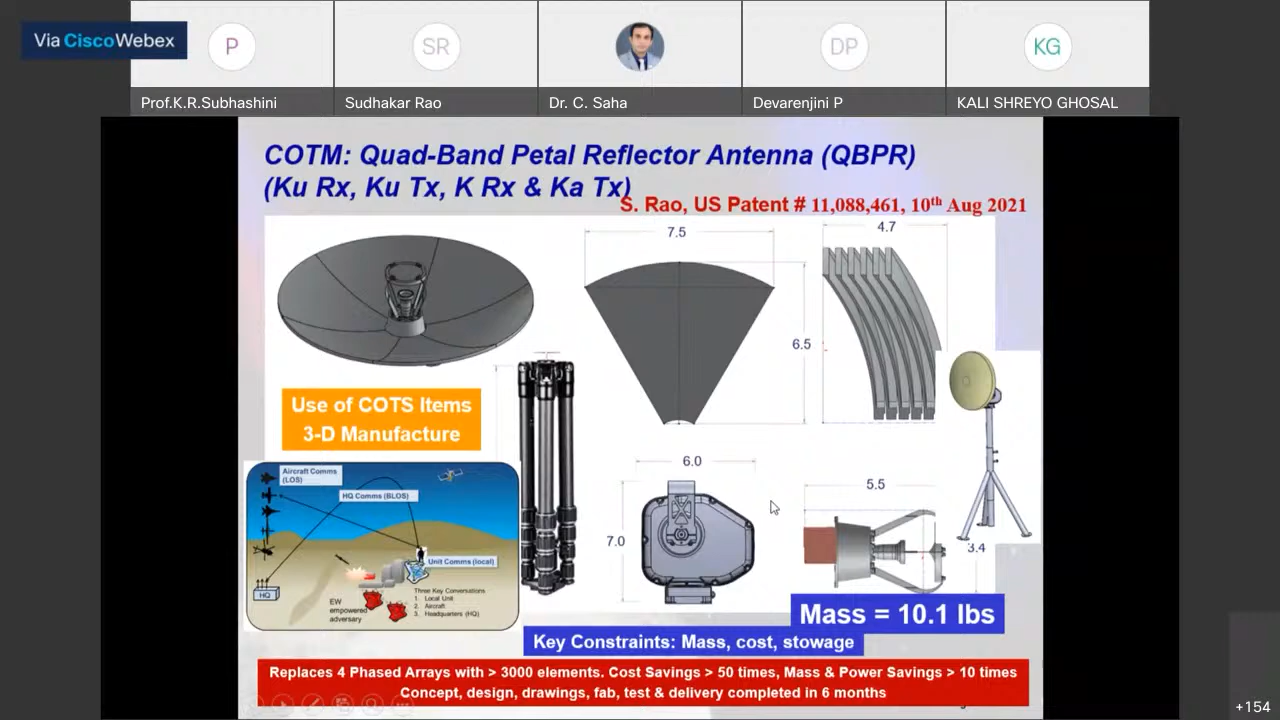 Via CiscoWebex
P
SR
DP
KG
Prof.K.R.Subhashini
Sudhakar Rao
Dr. C. Saha
Devarenjini P
KALI SHREYO GHOSAL
COTM: Quad-Band Petal Reflector Antenna (QBPR)
(Ku Rx, Ku Tx, K Rx & Ka Tx)
S. Rao, US Patent # 11,088,461, 10th Aug 2021
7.5
4.7
6.5
Use of COTS Items
3-D Manufacture
6.0
7.0
5.5
3.4
Aircraft Comms
(LOS)
HQ Comms (BLOS)
Unit Comms (local)
HQ
EW
empowered
adversary
Three Key Conversations
1. Local Unit
2. Aircraft
3. Headquarters (HQ)
Mass = 10.1 lbs
Key Constraints: Mass, cost, stowage
Replaces 4 Phased Arrays with > 3000 elements. Cost Savings > 50 times, Mass & Power Savings > 10 times
Concept, design, drawings, fab, test & delivery completed in 6 months
+154